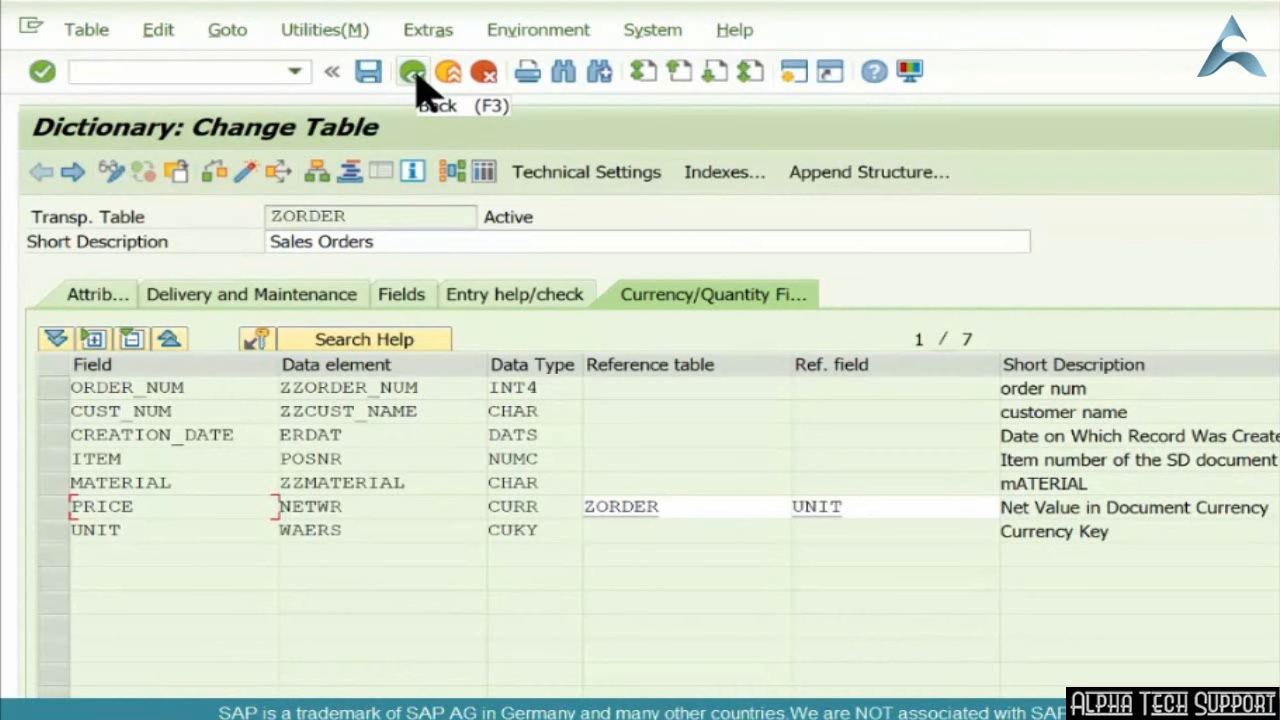 Table Edit Goto Utilities(M) Extras Environment System Help
Back (F3)
Dictionary: Change Table
Technical Settings Indexes... Append Structure...
Transp. Table ZORDER Active
Short Description Sales Orders
Attrib... Delivery and Maintenance Fields Entry help/check Currency/Quantity Fi...
Search Help 1 / 7
Field Data element Data Type Reference table Ref. field Short Description
ORDER_NUM ZZORDER_NUM INT4 order num
CUST_NUM ZZCUST_NAME CHAR customer name
CREATION_DATE ERDAT DATS Date on Which Record Was Create
ITEM POSNR NUMC Item number of the SD document
MATERIAL ZZMATERIAL CHAR mATERIAL
PRICE NETWR CURR ZORDER UNIT Net Value in Document Currency
UNIT WAERS CUKY Currency Key
SAP is a trademark of SAP AG in Germany and many other countries.We are NOT associated with SAP
ALPHA TECH SUPPORT